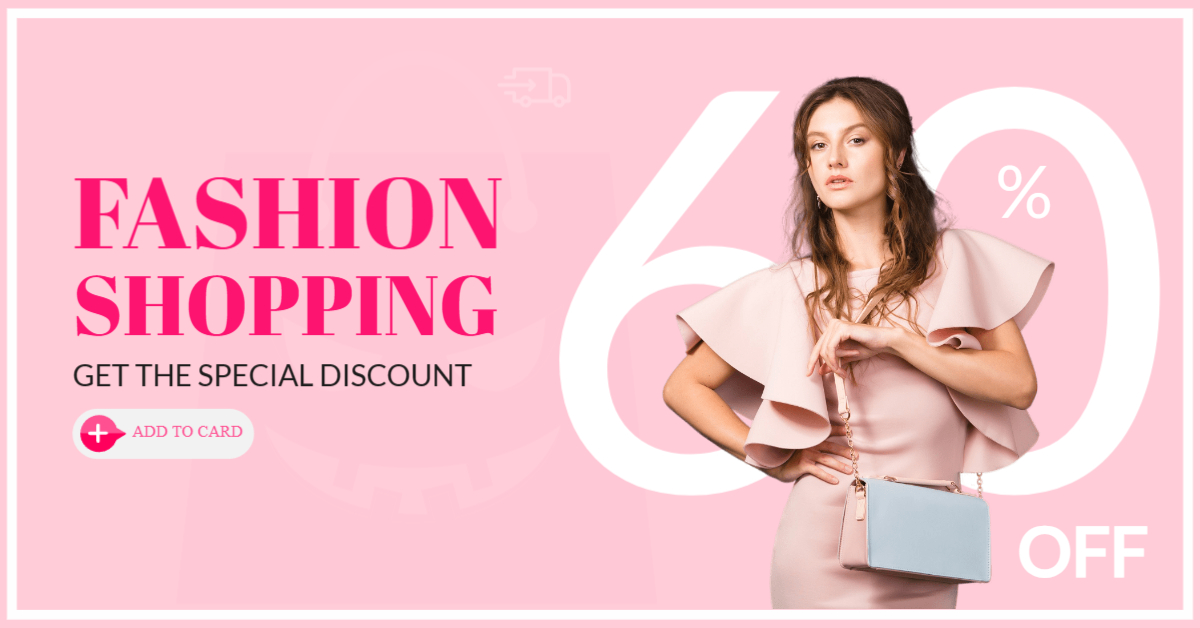 FASHION
SHOPPING
GET THE SPECIAL DISCOUNT
ADD TO CARD
60
%
OFF